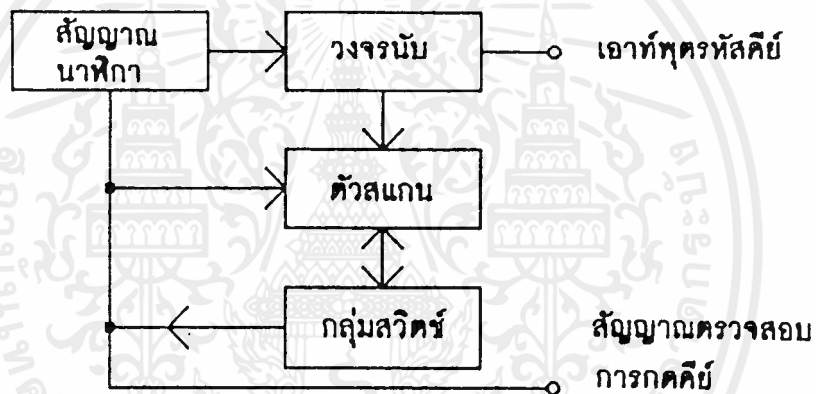 สัญญาณ
นาฬิกา
วงจรนับ
เอาท์พุตรหัสคีย์
ตัวสแกน
กลุ่มสวิตช์
สัญญาณตรวจสอบ
การกดคีย์